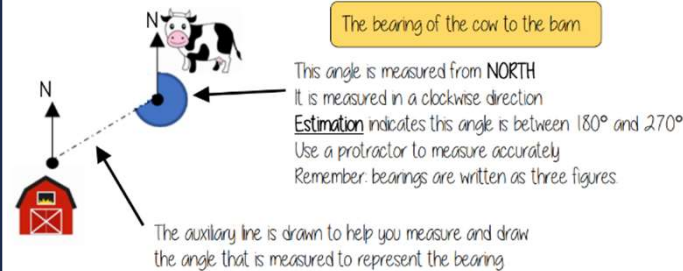 The bearing of the cow to the barn
N
N
This angle is measured from NORTH
It is measured in a clockwise direction
Estimation indicates this angle is between 180° and 270°
Use a protractor to measure accurately
Remember: bearings are written as three figures.
The auxiliary line is drawn to help you measure and draw
the angle that is measured to represent the bearing